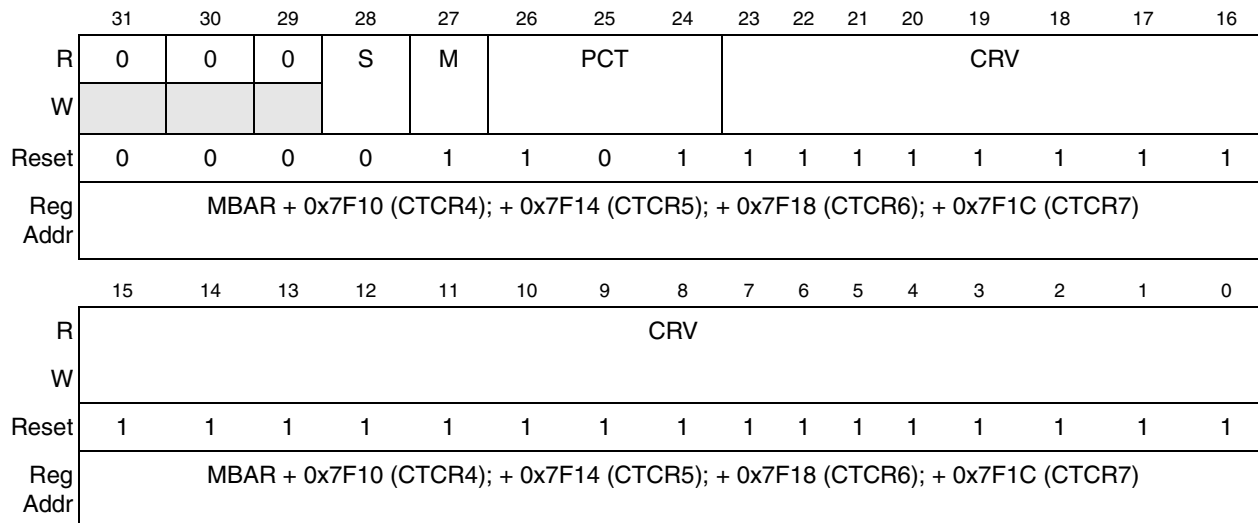 31 30 29 28 27 26 25 24 23 22 21 20 19 18 17 16
R 0 0 0 S M PCT CRV
W
Reset 0 0 0 0 1 1 0 1 1 1 1 1 1 1 1 1
Reg Addr MBAR + 0x7F10 (CTCR4); + 0x7F14 (CTCR5); + 0x7F18 (CTCR6); + 0x7F1C (CTCR7)
15 14 13 12 11 10 9 8 7 6 5 4 3 2 1 0
R CRV
W
Reset 1 1 1 1 1 1 1 1 1 1 1 1 1 1 1 1
Reg Addr MBAR + 0x7F10 (CTCR4); + 0x7F14 (CTCR5); + 0x7F18 (CTCR6); + 0x7F1C (CTCR7)